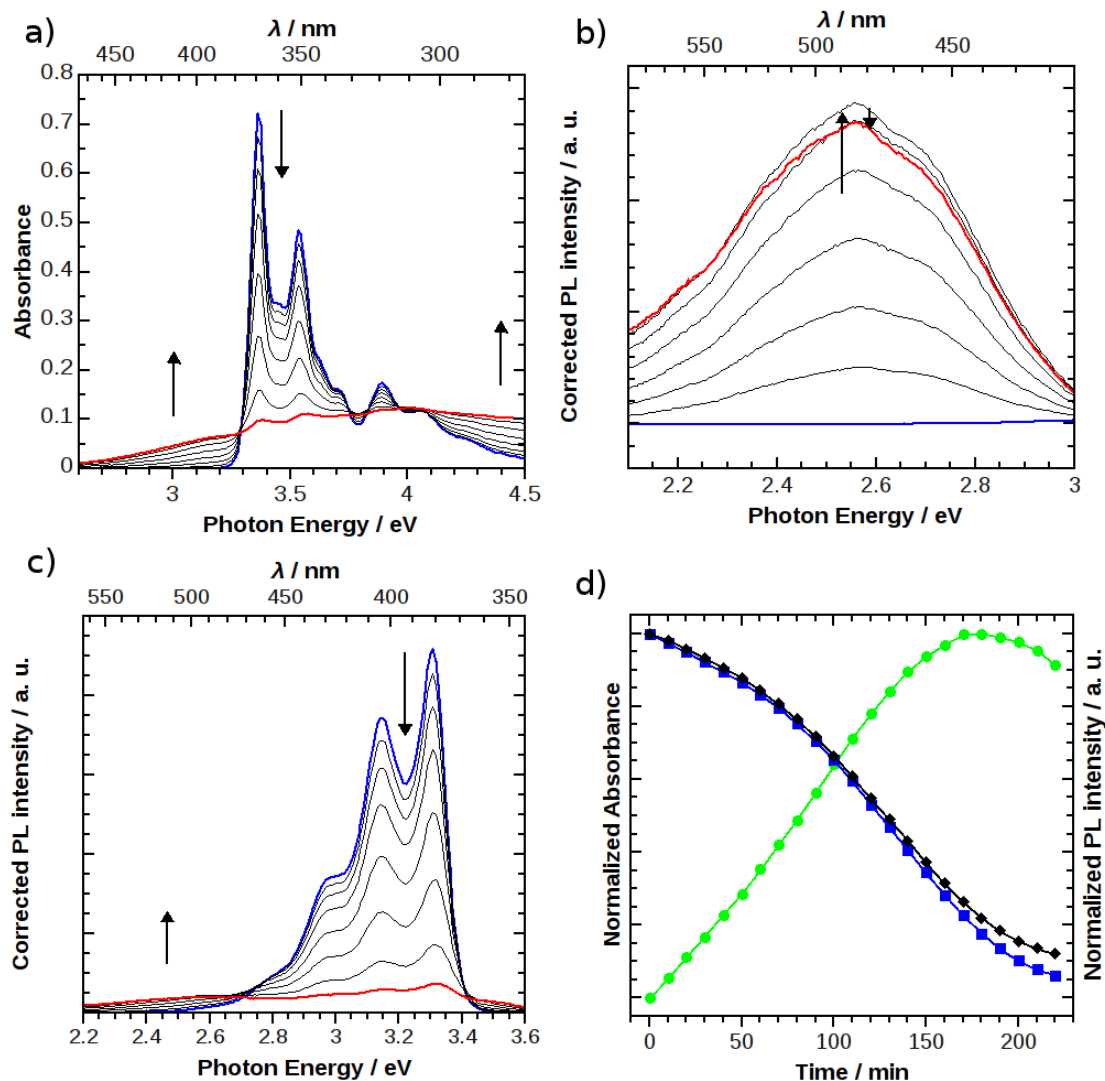 a)
λ / nm
450 400 350 300
Absorbance
0.8
0.7
0.6
0.5
0.4
0.3
0.2
0.1
0
3 3.5 4 4.5
Photon Energy / eV
b)
λ / nm
550 500 450
Corrected PL intensity / a. u.
2.2 2.4 2.6 2.8 3
Photon Energy / eV
c)
λ / nm
550 500 450 400 350
Corrected PL intensity / a. u.
2.2 2.4 2.6 2.8 3 3.2 3.4 3.6
Photon Energy / eV
d)
Normalized Absorbance
Normalized PL intensity / a. u.
0 50 100 150 200
Time / min